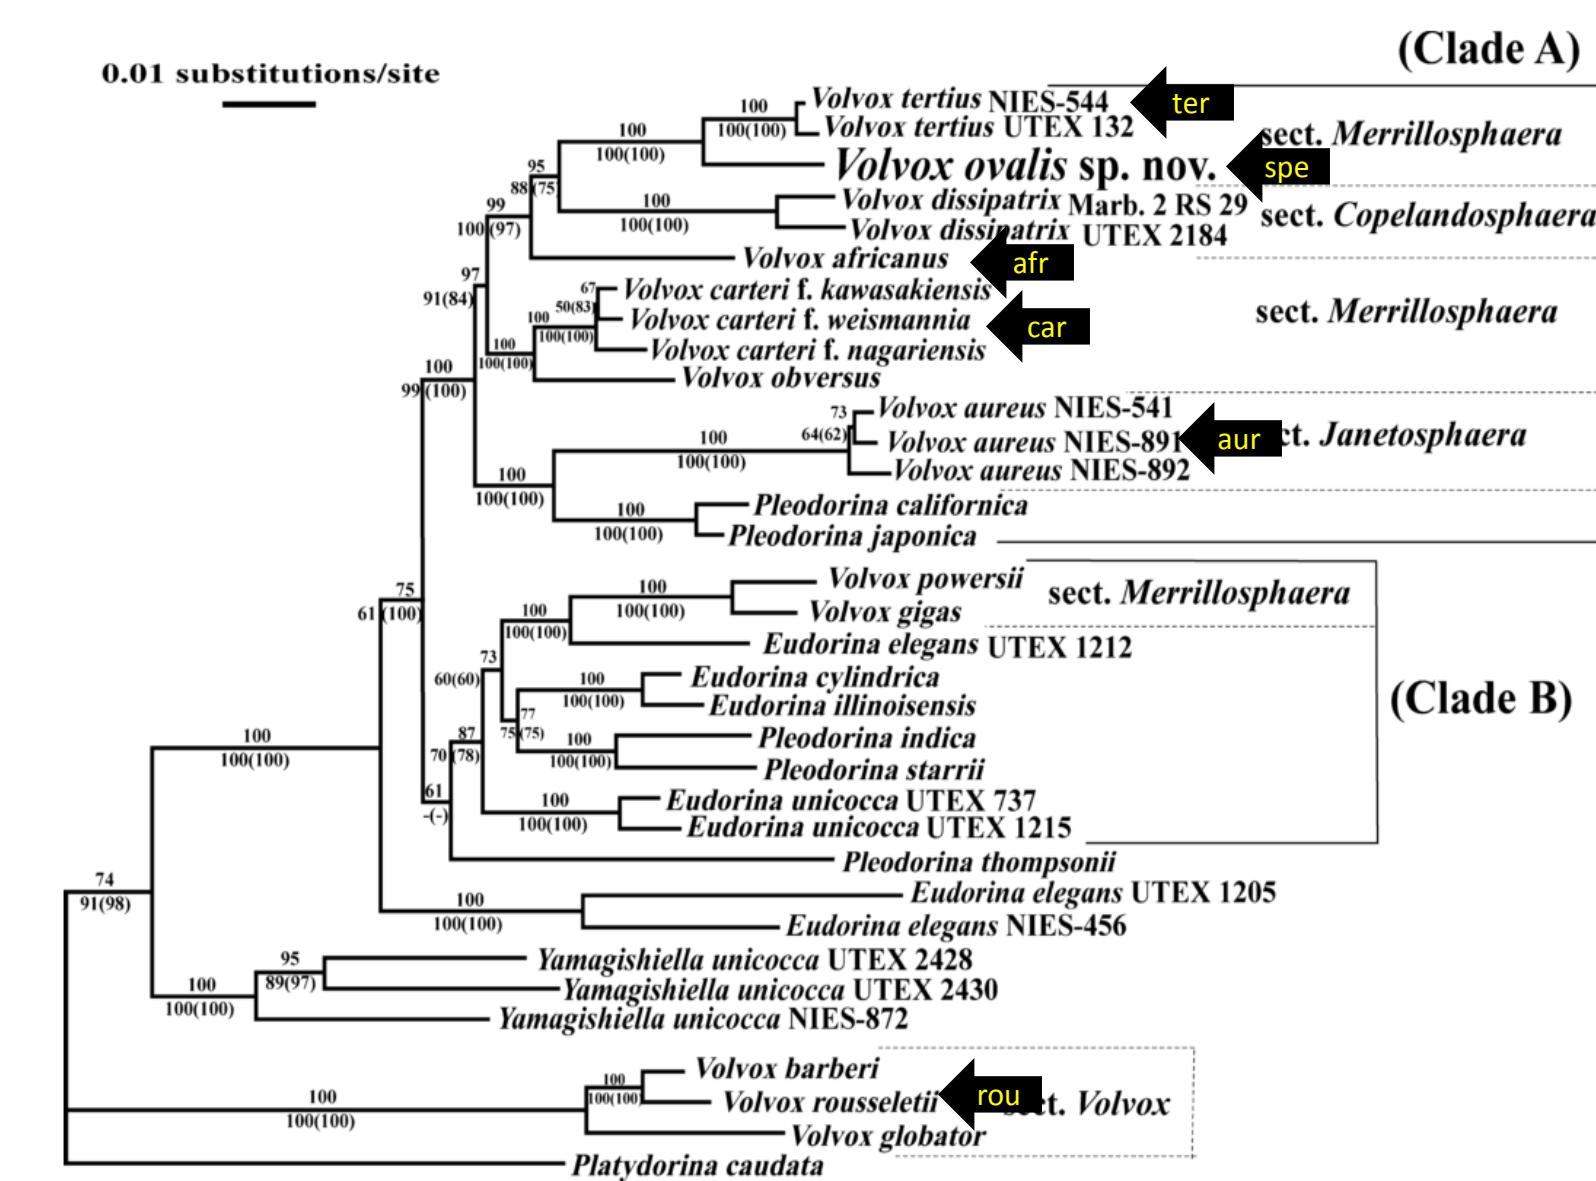 (Clade A)
0.01 substitutions/site
Volvox tertius NIES-544
ter
100
100
100(100)
Volvox tertius UTEX 132
sect. Merrillosphaera
100
100(100)
Volvox ovalis sp. nov.
spe
95
88(75)
Volvox dissipatrix Marb. 2 RS 29
100
100(100)
sect. Copelandosphaera
99
100(97)
Volvox dissipatrix UTEX 2184
Volvox africanus
afr
97
91(84)
67
50(83)
Volvox carteri f. kawasakiensis
sect. Merrillosphaera
100
100(100)
Volvox carteri f. weismannia
car
100
100(100)
Volvox carteri f. nagariensis
Volvox obversus
100
99(100)
73
64(62)
Volvox aureus NIES-541
100
100(100)
Volvox aureus NIES-891
aur
ct. Janetosphaera
Volvox aureus NIES-892
100
100(100)
Pleodorina californica
100
100(100)
Pleodorina japonica
75
61(100)
Volvox powersii
100
100(100)
sect. Merrillosphaera
Volvox gigas
100
100(100)
Eudorina elegans UTEX 1212
73
60(60)
Eudorina cylindrica
100
100(100)
Eudorina illinoisensis
(Clade B)
77
75(75)
Pleodorina indica
100
100(100)
Pleodorina starrii
87
70(78)
Eudorina unicocca UTEX 737
100
100(100)
61
-(-)
Eudorina unicocca UTEX 1215
Pleodorina thompsonii
100
100(100)
74
91(98)
Eudorina elegans UTEX 1205
100
100(100)
Eudorina elegans NIES-456
95
89(97)
Yamagishiella unicocca UTEX 2428
Yamagishiella unicocca UTEX 2430
100
100(100)
Yamagishiella unicocca NIES-872
Volvox barberi
100
100(100)
Volvox rousseletii
rou
ct. Volvox
100
100(100)
Volvox globator
Platydorina caudata